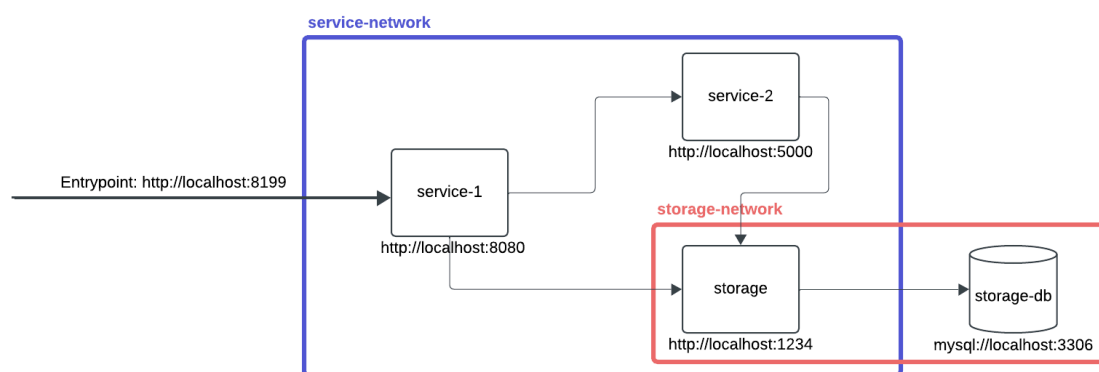 service-network
service-2
http://localhost:5000
Entrypoint: http://localhost:8199
service-1
http://localhost:8080
storage-network
storage
http://localhost:1234
storage-db
mysql://localhost:3306